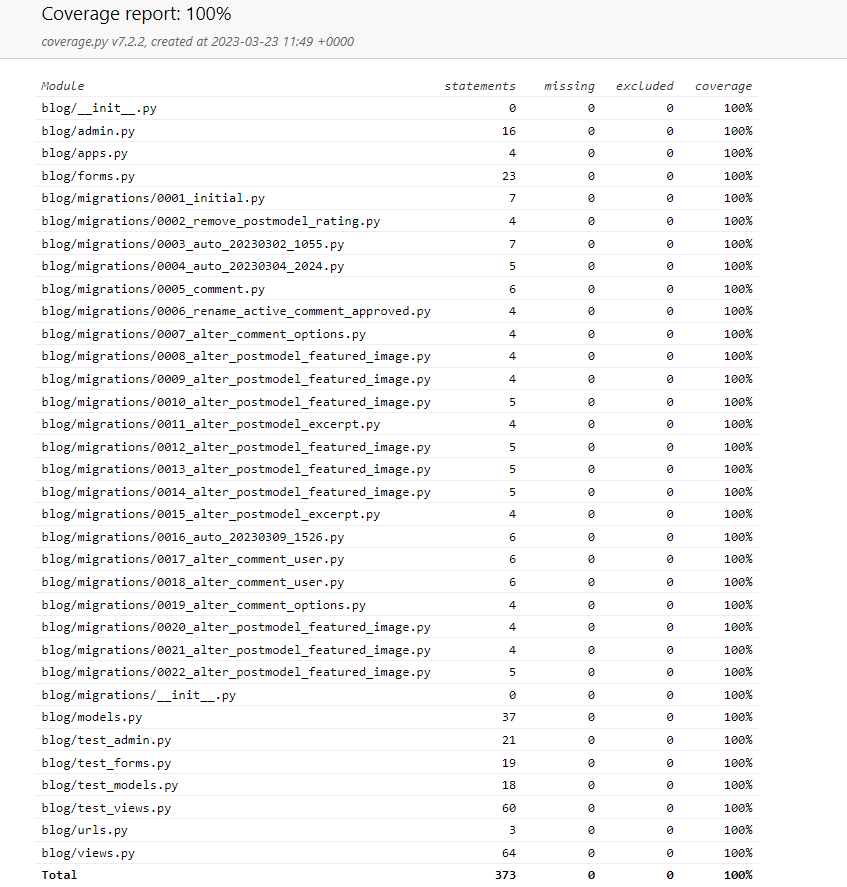 Coverage report: 100%
coverage.py v7.2.2, created at 2023-03-23 11:49 +0000
Module statements missing excluded coverage
blog/__init__.py 0 0 0 100%
blog/admin.py 16 0 0 100%
blog/apps.py 4 0 0 100%
blog/forms.py 23 0 0 100%
blog/migrations/0001_initial.py 7 0 0 100%
blog/migrations/0002_remove_postmodel_rating.py 4 0 0 100%
blog/migrations/0003_auto_20230302_1055.py 7 0 0 100%
blog/migrations/0004_auto_20230304_2024.py 5 0 0 100%
blog/migrations/0005_comment.py 6 0 0 100%
blog/migrations/0006_rename_active_comment_approved.py 4 0 0 100%
blog/migrations/0007_alter_comment_options.py 4 0 0 100%
blog/migrations/0008_alter_postmodel_featured_image.py 4 0 0 100%
blog/migrations/0009_alter_postmodel_featured_image.py 4 0 0 100%
blog/migrations/0010_alter_postmodel_featured_image.py 5 0 0 100%
blog/migrations/0011_alter_postmodel_excerpt.py 4 0 0 100%
blog/migrations/0012_alter_postmodel_featured_image.py 5 0 0 100%
blog/migrations/0013_alter_postmodel_featured_image.py 5 0 0 100%
blog/migrations/0014_alter_postmodel_featured_image.py 5 0 0 100%
blog/migrations/0015_alter_postmodel_excerpt.py 4 0 0 100%
blog/migrations/0016_auto_20230309_1526.py 6 0 0 100%
blog/migrations/0017_alter_comment_user.py 6 0 0 100%
blog/migrations/0018_alter_comment_user.py 6 0 0 100%
blog/migrations/0019_alter_comment_options.py 4 0 0 100%
blog/migrations/0020_alter_postmodel_featured_image.py 4 0 0 100%
blog/migrations/0021_alter_postmodel_featured_image.py 4 0 0 100%
blog/migrations/0022_alter_postmodel_featured_image.py 5 0 0 100%
blog/migrations/__init__.py 0 0 0 100%
blog/models.py 37 0 0 100%
blog/test_admin.py 21 0 0 100%
blog/test_forms.py 19 0 0 100%
blog/test_models.py 18 0 0 100%
blog/test_views.py 60 0 0 100%
blog/urls.py 3 0 0 100%
blog/views.py 64 0 0 100%
Total 373 0 0 100%